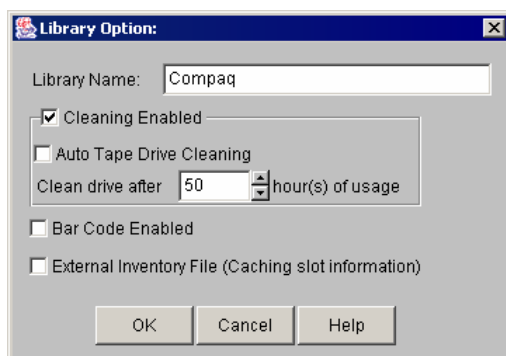 Library Option:
Library Name: Compaq
Cleaning Enabled
Auto Tape Drive Cleaning
Clean drive after 50 hour(s) of usage
Bar Code Enabled
External Inventory File (Caching slot information)
OK Cancel Help